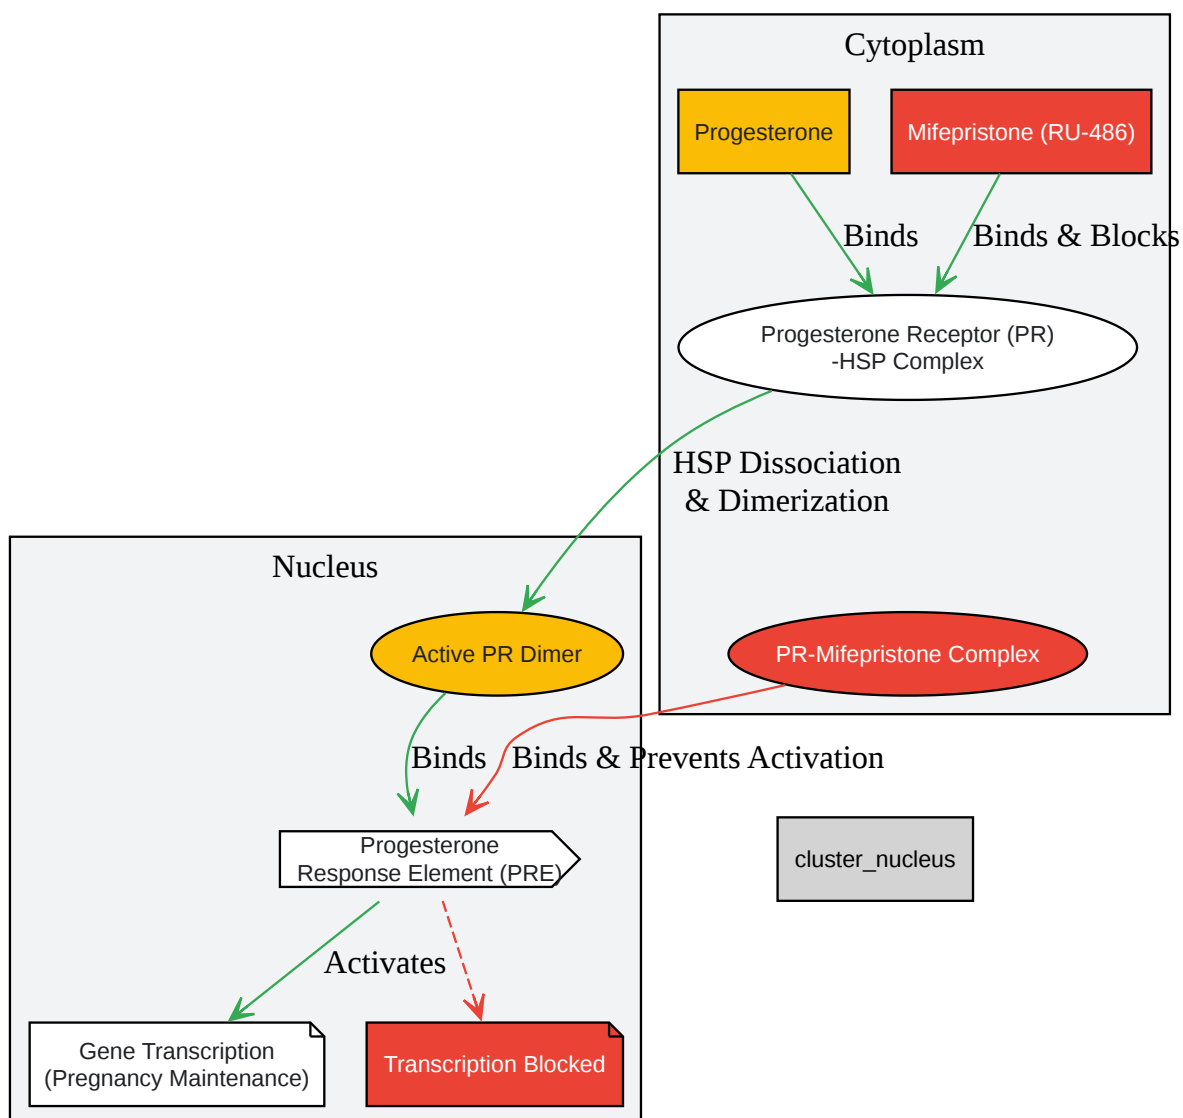 Cytoplasm
Progesterone
Mifepristone (RU-486)
Binds
Binds & Blocks
Progesterone Receptor (PR)
-HSP Complex
HSP Dissociation
& Dimerization
Nucleus
Active PR Dimer
PR-Mifepristone Complex
Binds
Binds & Prevents Activation
Progesterone
Response Element (PRE)
cluster_nucleus
Activates
Gene Transcription
(Pregnancy Maintenance)
Transcription Blocked